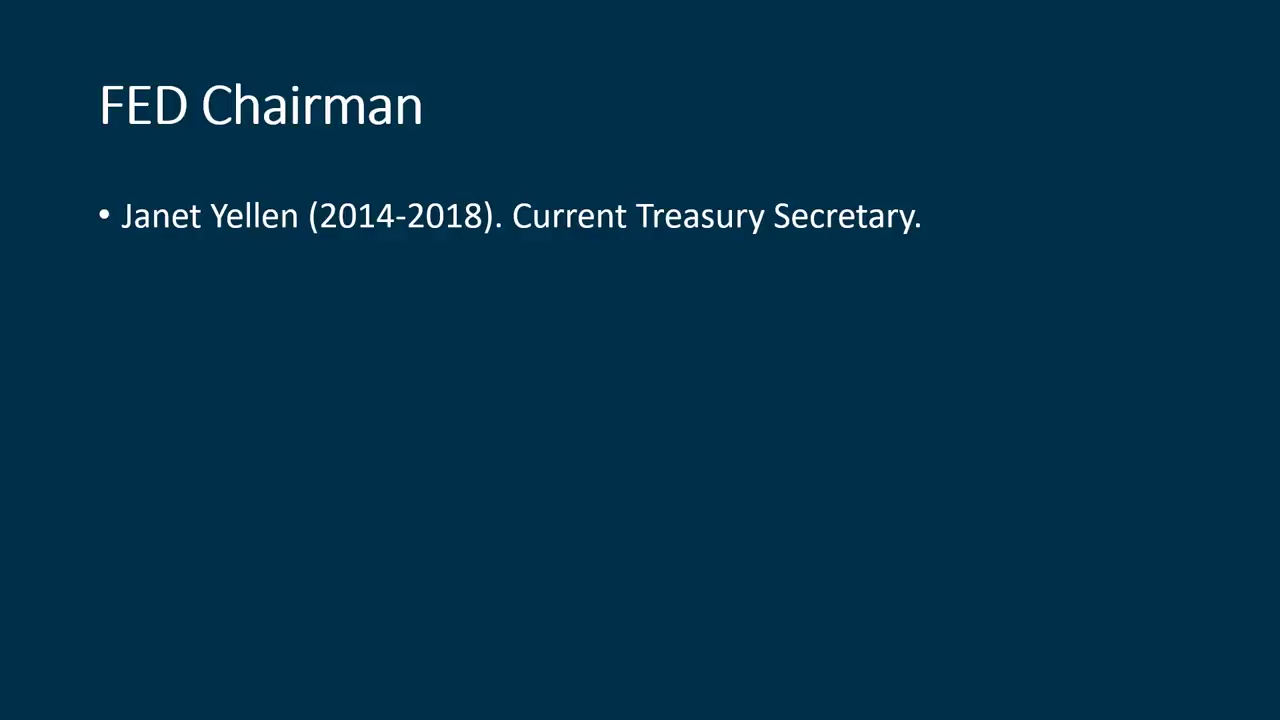 FED Chairman
• Janet Yellen (2014-2018). Current Treasury Secretary.